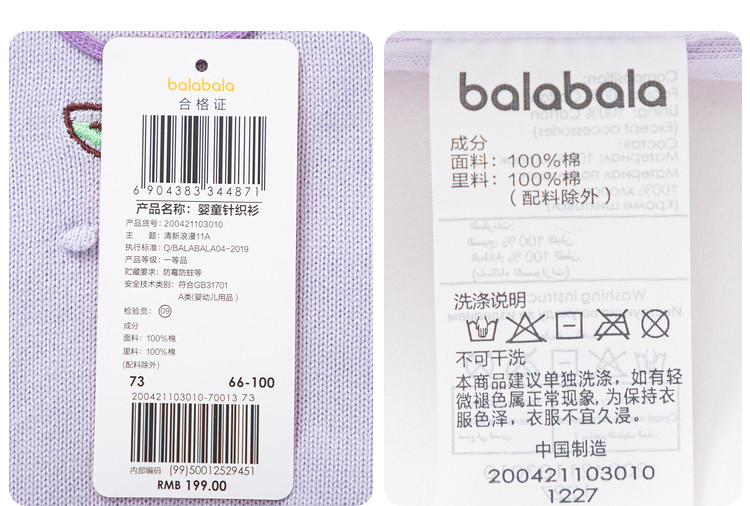 balabala
合格证
6 904383 344871
产品名称：婴童针织衫
产品货号：200421103010
主 题：清新浪漫11A
执行标准：Q/BALABALA04-2019
产品等级：一等品
贮藏要求：防霉防蛀等
安全技术类别：符合GB31701
A类(婴幼儿用品)
检验员：09
成分
面料：100%棉
里料：100%棉
(配料除外)
73 66-100
200421103010-70013 73
内部编码 (99)50012529451
RMB 199.00
balabala
成分
面料：100%棉
里料：100%棉
（配料除外）
洗涤说明
不可干洗
本商品建议单独洗涤，如有轻
微褪色属正常现象，为保持衣
服色泽，衣服不宜久浸。
中国制造
200421103010
1227